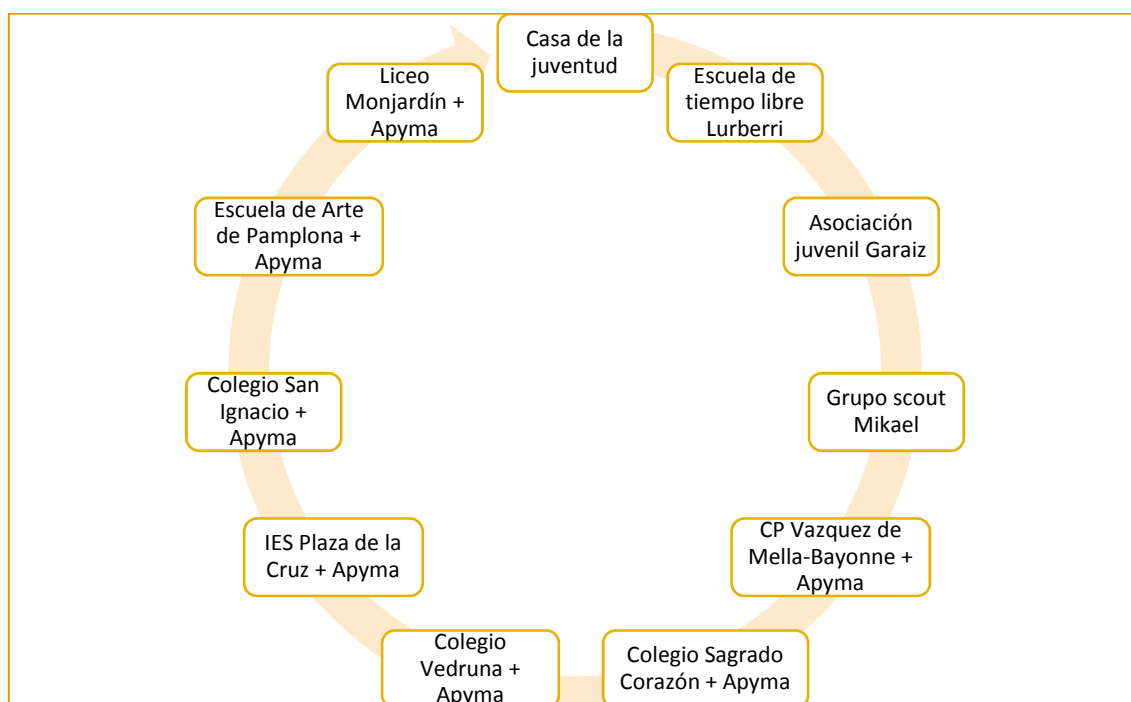 Casa de la
juventud
Escuela de
tiempo libre
Lurberri
Asociación
juvenil Garaiz
Grupo scout
Mikael
CP Vazquez de
Mella-Bayonne +
Apyma
Colegio Sagrado
Corazón + Apyma
Colegio
Vedruna +
Apyma
IES Plaza de la
Cruz + Apyma
Colegio San
Ignacio +
Apyma
Escuela de Arte
de Pamplona +
Apyma
Liceo
Monjardín +
Apyma